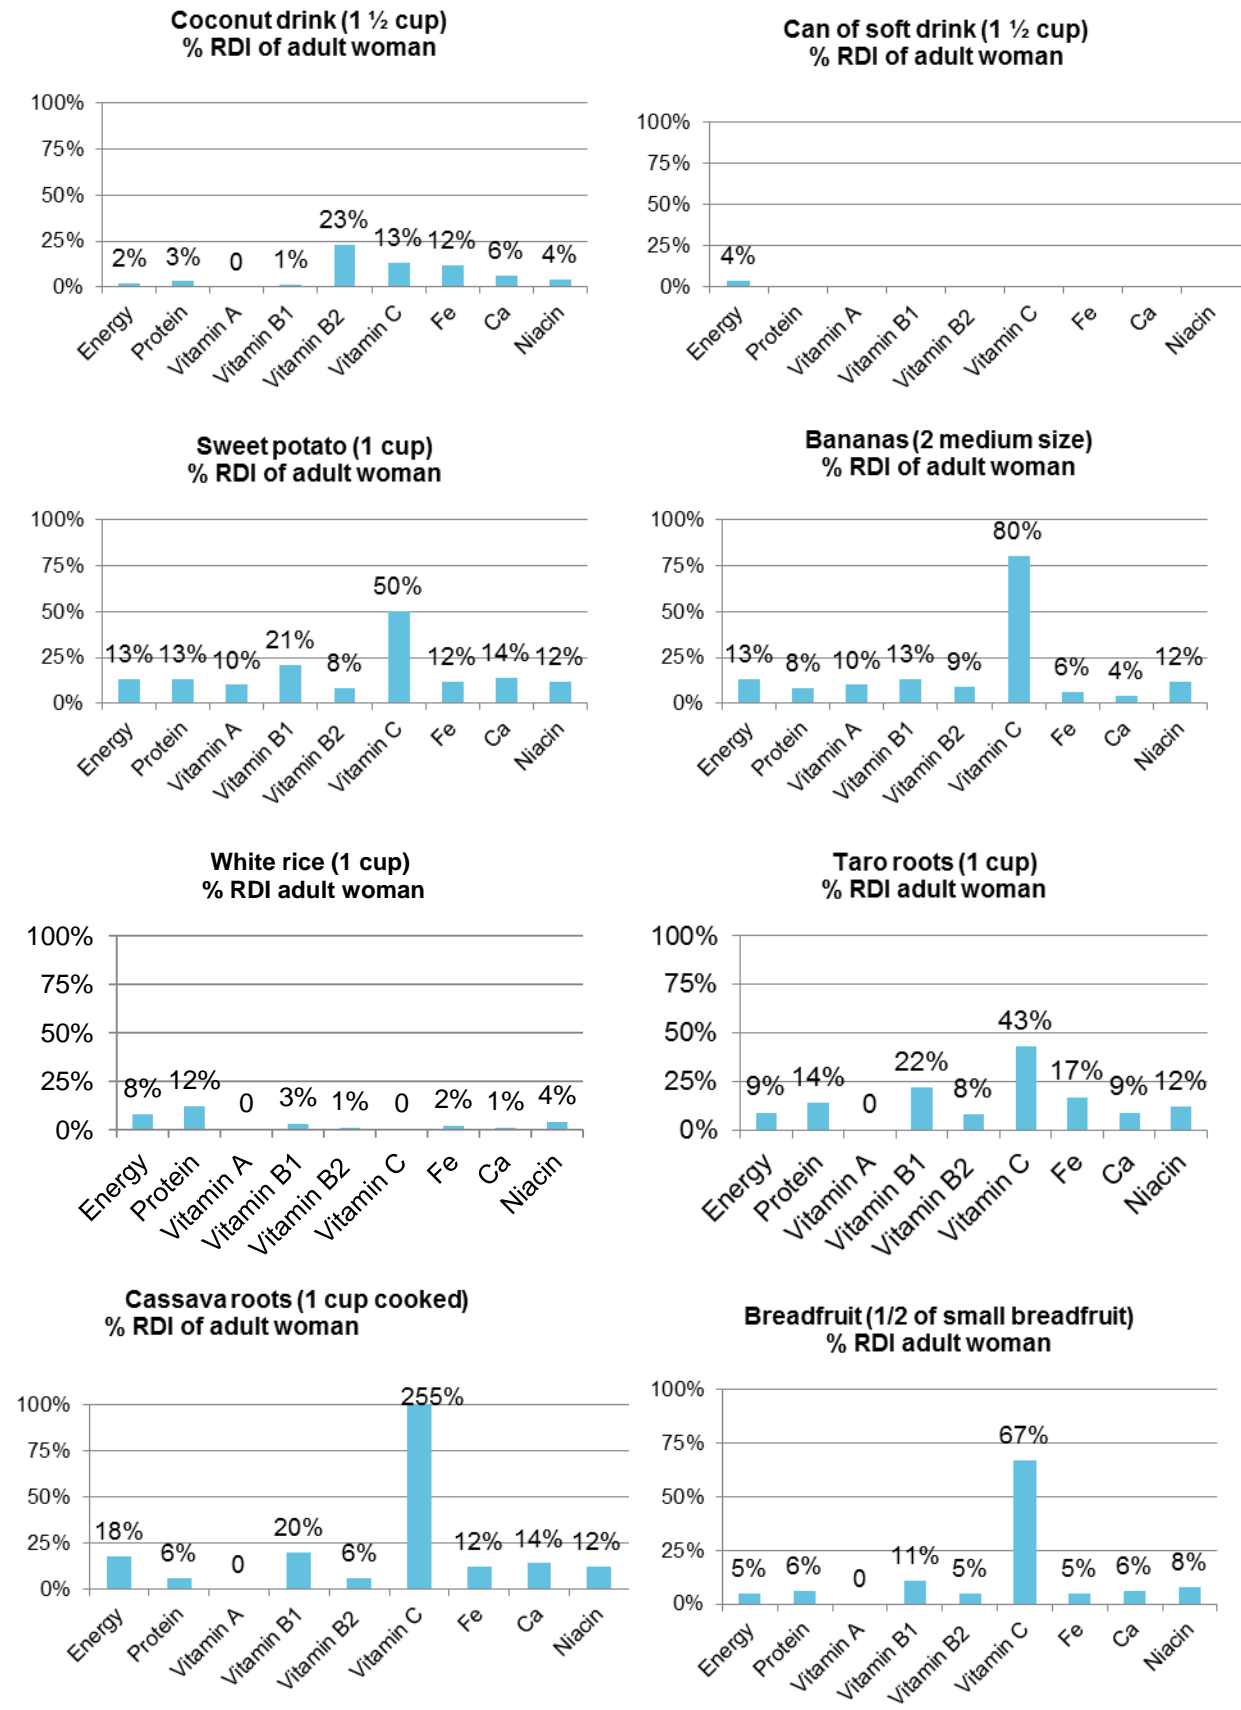 Coconut drink (1 ½ cup)
% RDI of adult woman
100%
75%
50%
25%
0%
2%
3%
0
1%
23%
13%
12%
6%
4%
Energy
Protein
Vitamin A
Vitamin B1
Vitamin B2
Vitamin C
Fe
Ca
Niacin
Can of soft drink (1 ½ cup)
% RDI of adult woman
100%
75%
50%
25%
0%
4%
Energy
Protein
Vitamin A
Vitamin B1
Vitamin B2
Vitamin C
Fe
Ca
Niacin
Sweet potato (1 cup)
% RDI of adult woman
100%
75%
50%
25%
0%
13%
13%
10%
21%
8%
50%
12%
14%
12%
Energy
Protein
Vitamin A
Vitamin B1
Vitamin B2
Vitamin C
Fe
Ca
Niacin
Bananas (2 medium size)
% RDI of adult woman
100%
75%
50%
25%
0%
13%
8%
10%
13%
9%
80%
6%
4%
12%
Energy
Protein
Vitamin A
Vitamin B1
Vitamin B2
Vitamin C
Fe
Ca
Niacin
White rice (1 cup)
% RDI adult woman
100%
75%
50%
25%
0%
8%
12%
0
3%
1%
0
2%
1%
4%
Energy
Protein
Vitamin A
Vitamin B1
Vitamin B2
Vitamin C
Fe
Ca
Niacin
Taro roots (1 cup)
% RDI adult woman
100%
75%
50%
25%
0%
9%
14%
0
22%
8%
43%
17%
9%
12%
Energy
Protein
Vitamin A
Vitamin B1
Vitamin B2
Vitamin C
Fe
Ca
Niacin
Cassava roots (1 cup cooked)
% RDI of adult woman
100%
75%
50%
25%
0%
18%
6%
0
20%
6%
255%
12%
14%
12%
Energy
Protein
Vitamin A
Vitamin B1
Vitamin B2
Vitamin C
Fe
Ca
Niacin
Breadfruit (1/2 of small breadfruit)
% RDI adult woman
100%
75%
50%
25%
0%
5%
6%
0
11%
5%
67%
5%
6%
8%
Energy
Protein
Vitamin A
Vitamin B1
Vitamin B2
Vitamin C
Fe
Ca
Niacin